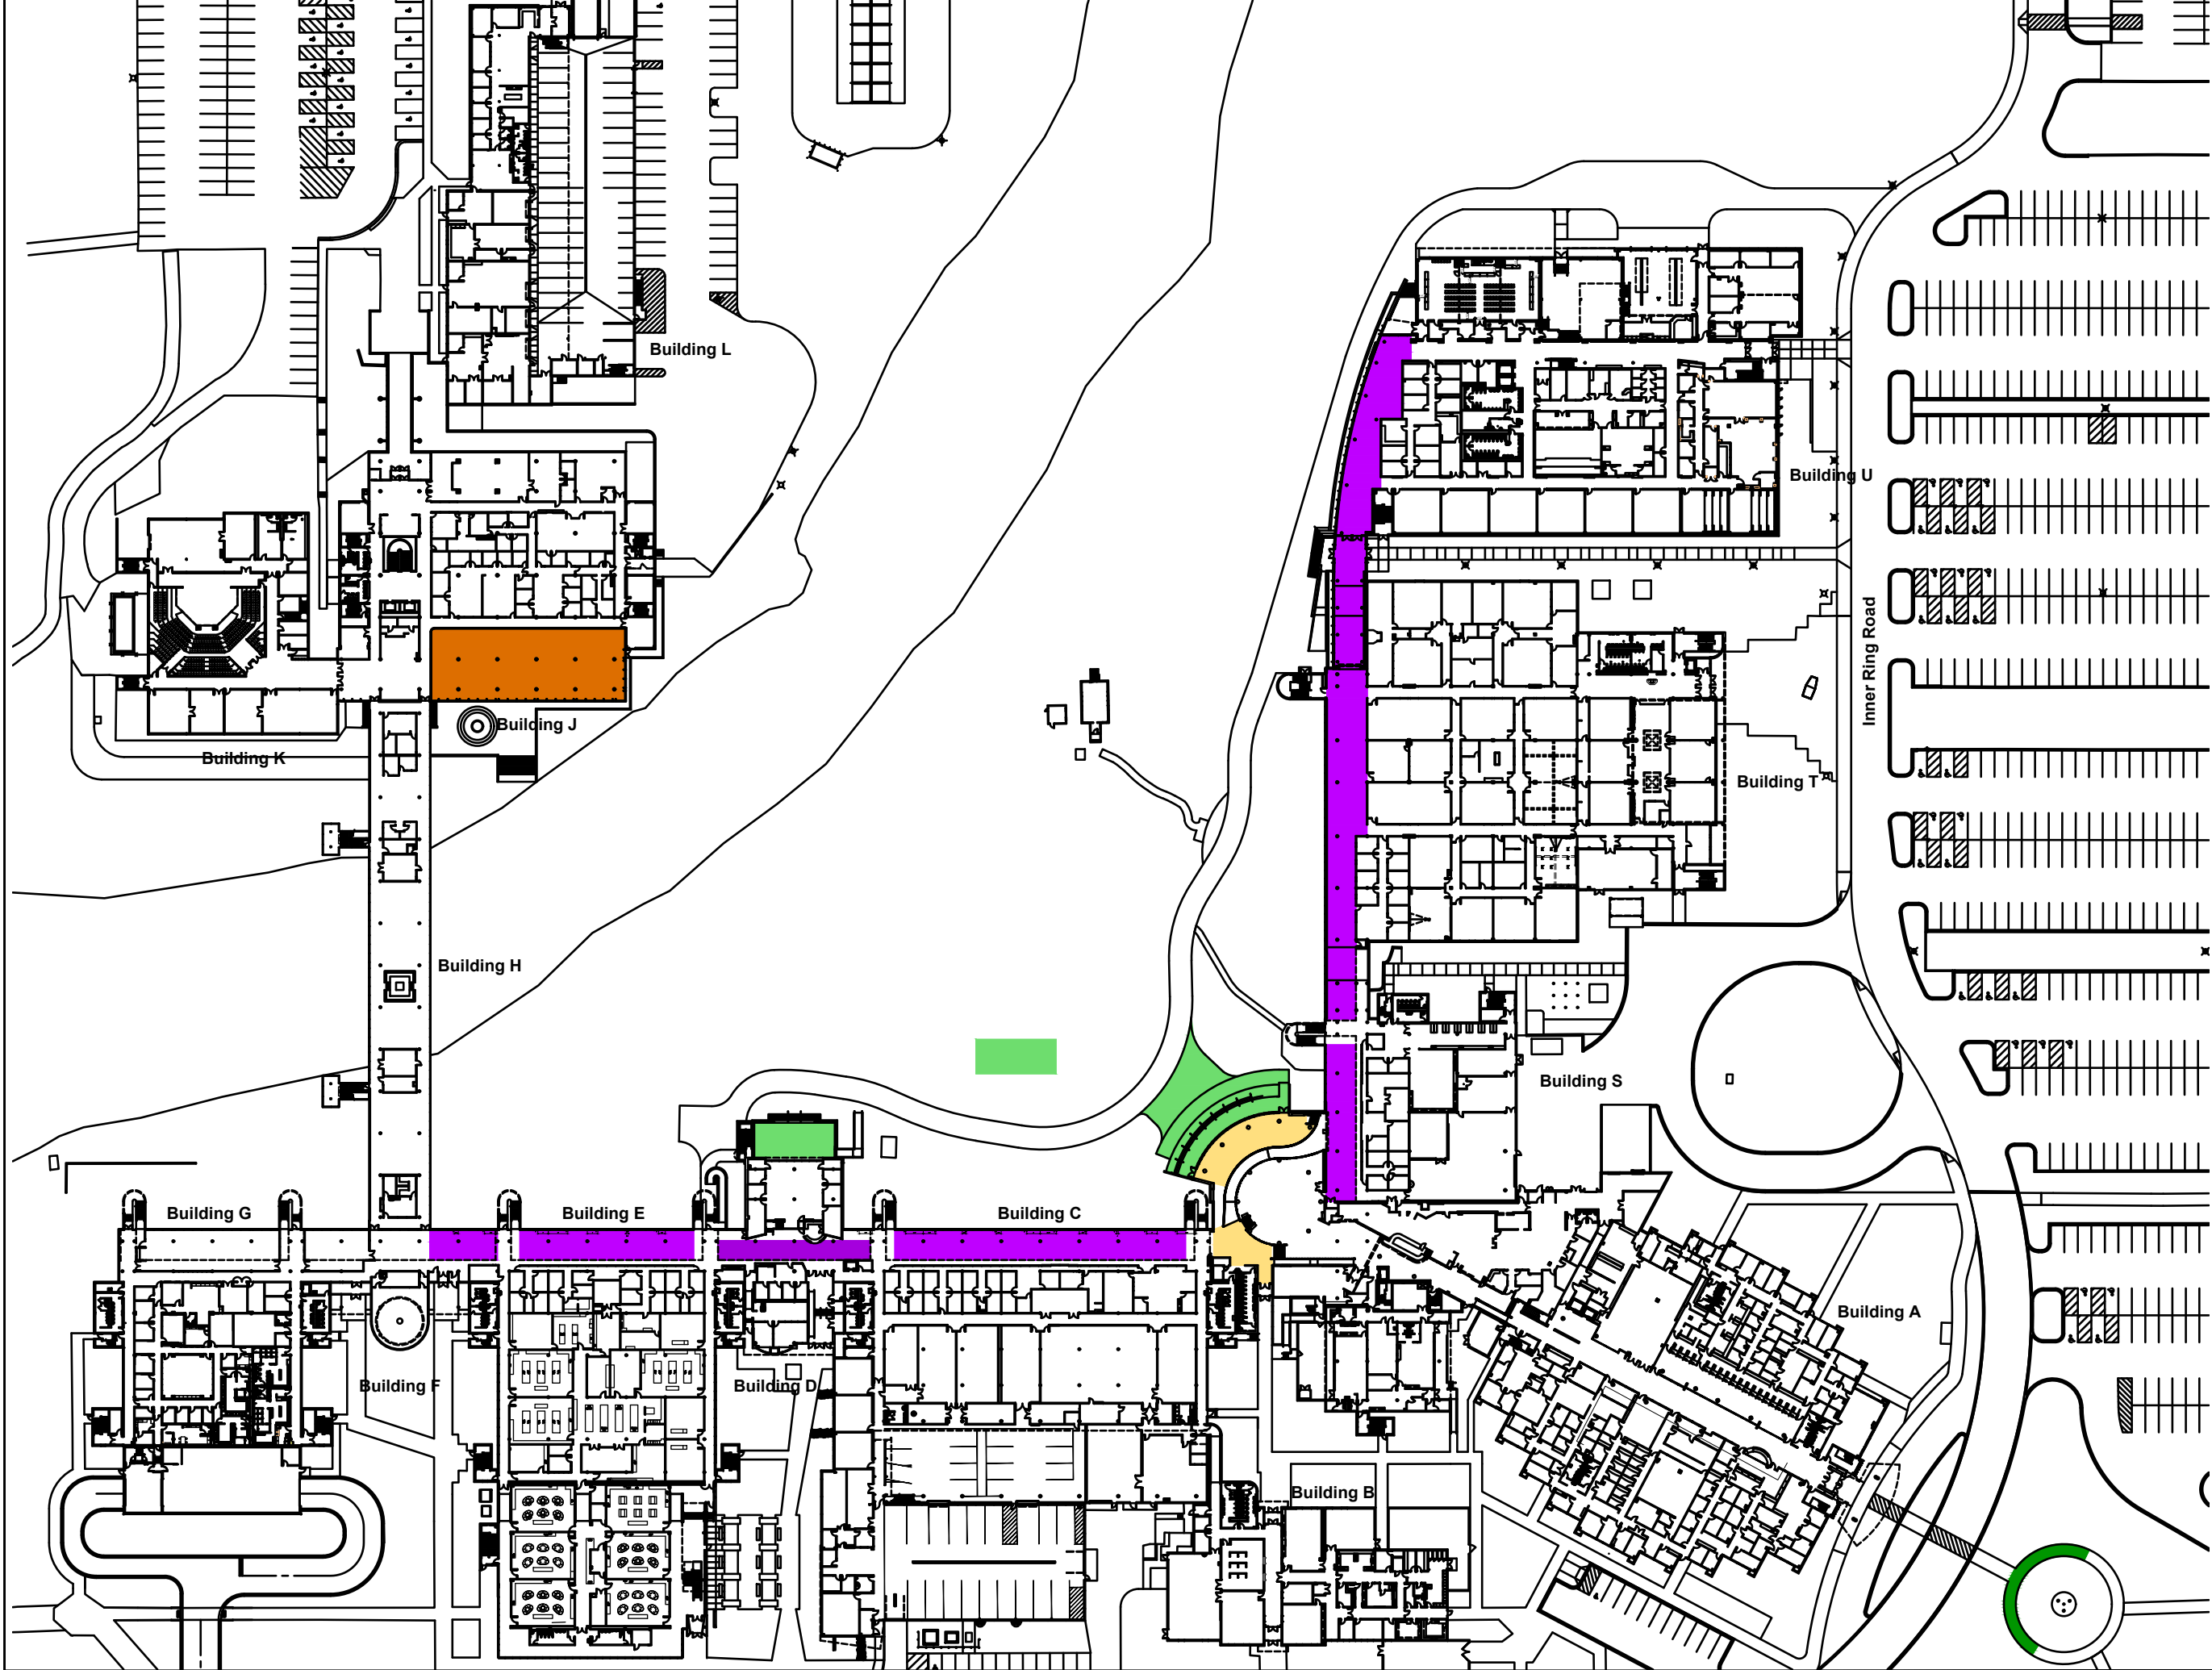 Building L
Building U
Inner Ring Road
Building J
Building K
Building T
Building H
Building S
Building G
Building E
Building C
Building A
Building F
Building D
Building B